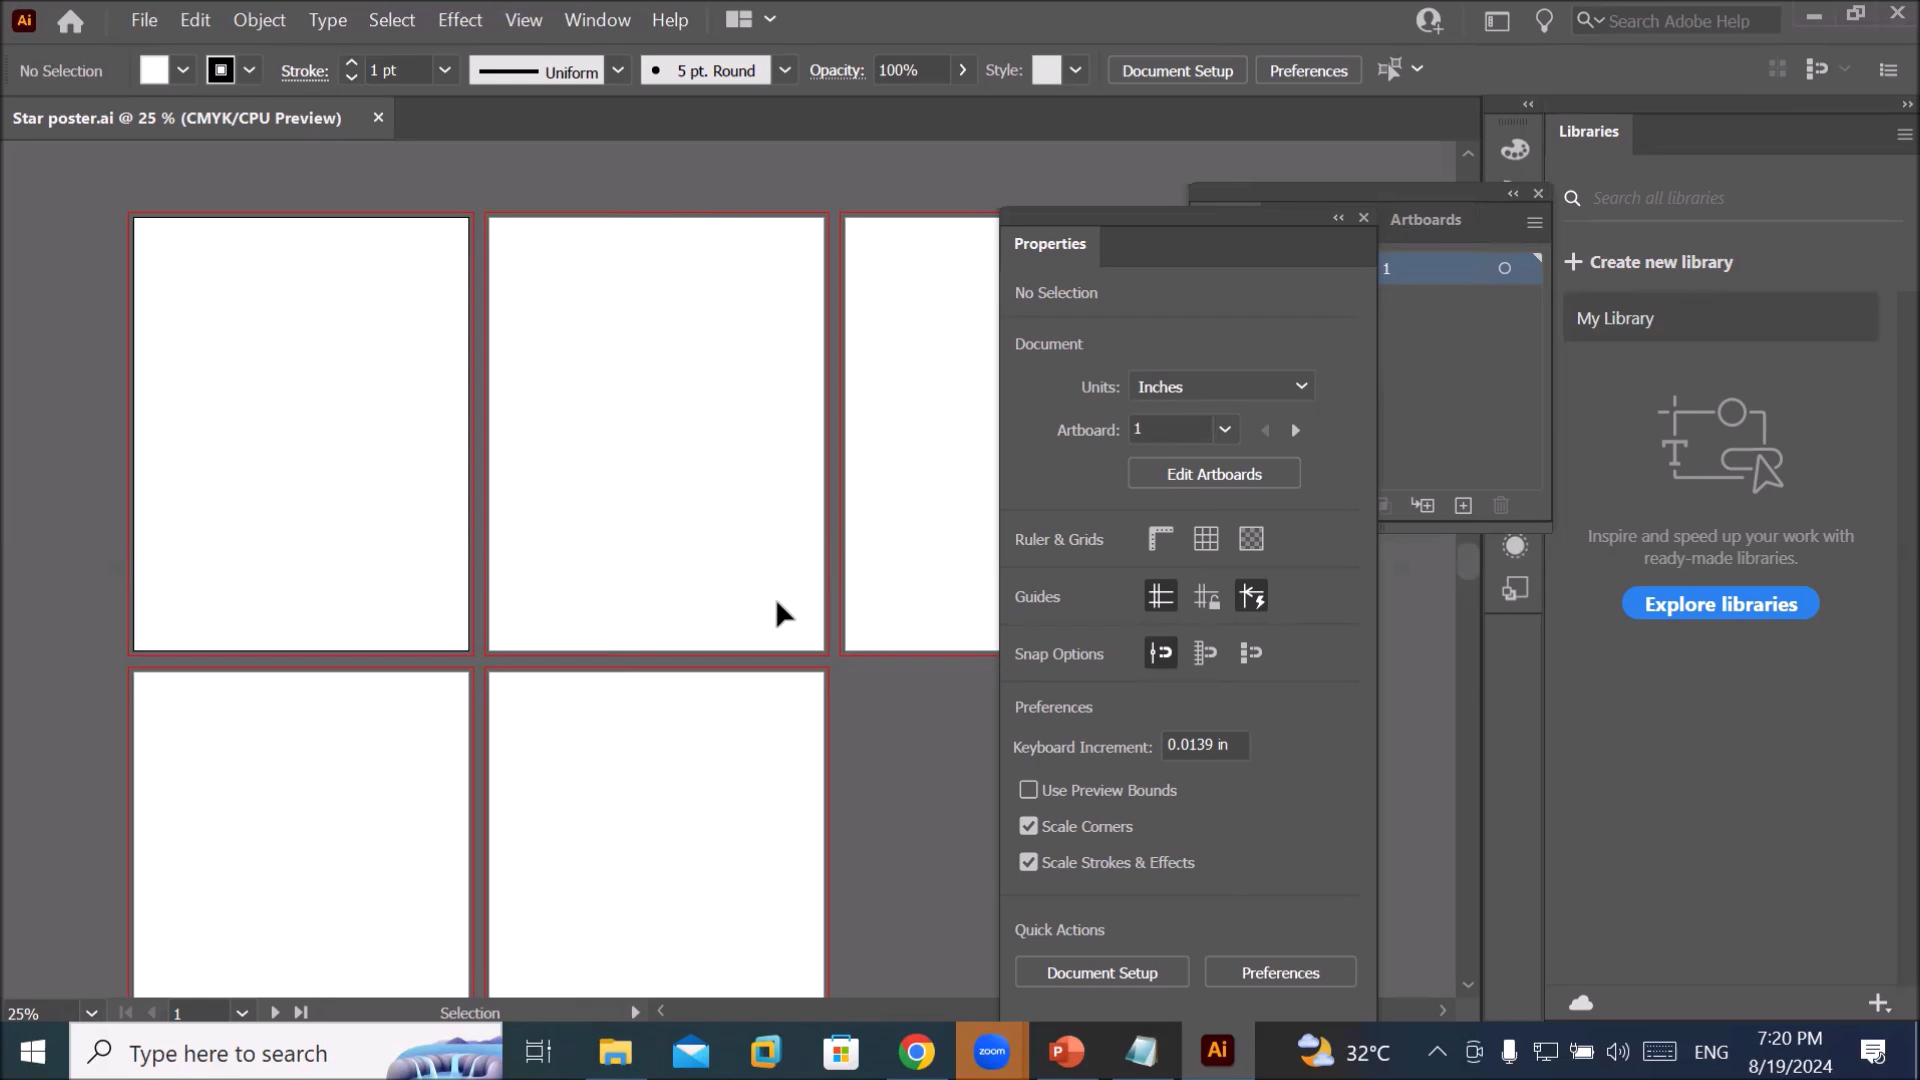 Ai File Edit Object Type Select Effect View Window Help Search Adobe Help
No Selection Stroke: 1 pt Uniform 5 pt. Round Opacity: 100% Style: Document Setup Preferences
Star poster.ai @ 25 % (CMYK/CPU Preview)
Libraries
Search all libraries
Artboards
Properties
Create new library
1
No Selection
My Library
Document
Units: Inches
Artboard: 1
Edit Artboards
Ruler & Grids
Inspire and speed up your work with
ready-made libraries.
Guides
Explore libraries
Snap Options
Preferences
Keyboard Increment: 0.0139 in
Use Preview Bounds
Scale Corners
Scale Strokes & Effects
Quick Actions
Document Setup Preferences
25% 1 Selection
Type here to search zoom P Ai 32°C ENG 7:20 PM
8/19/2024